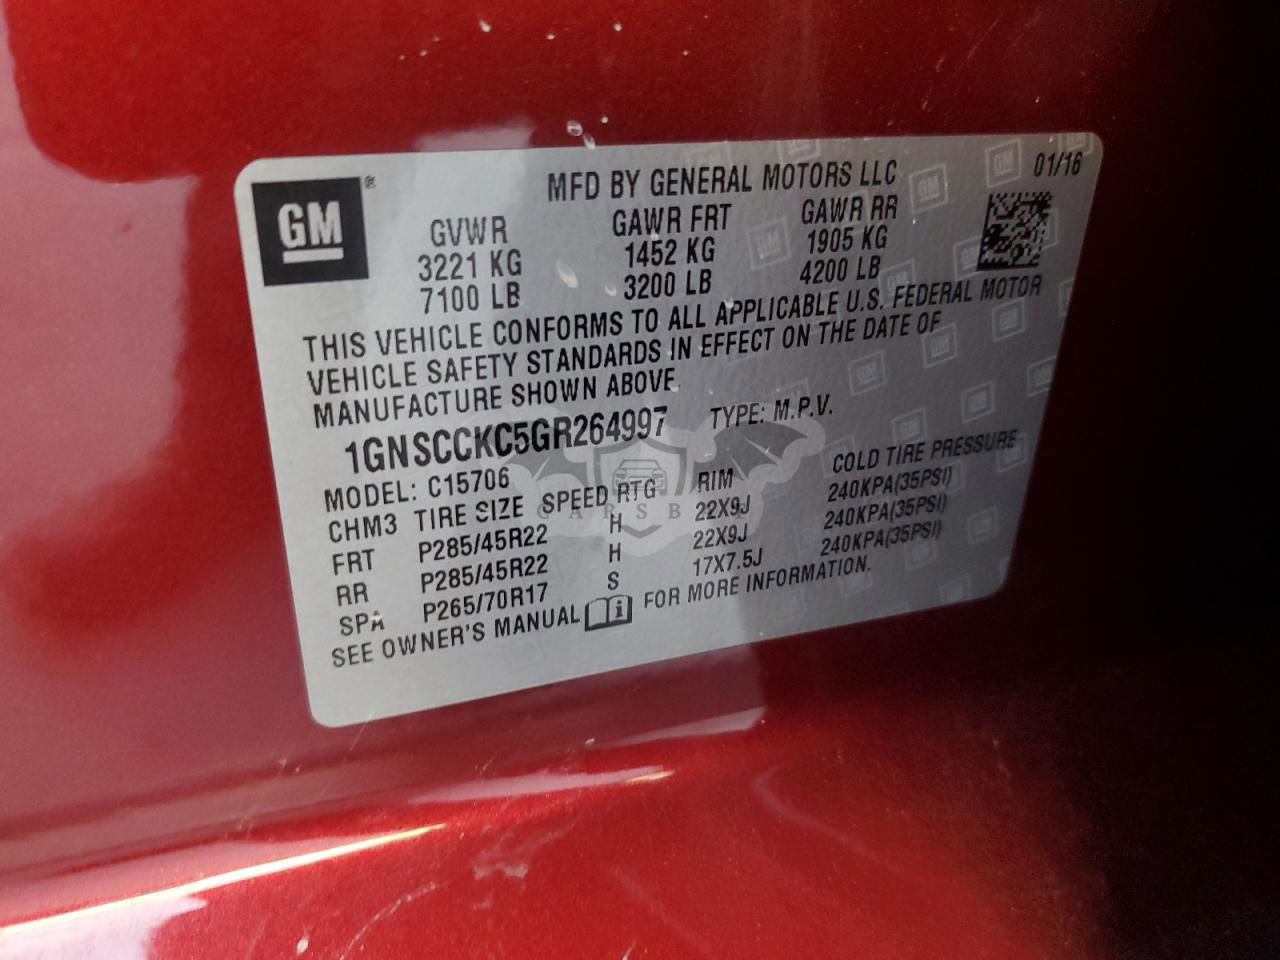 GM® MFD BY GENERAL MOTORS LLC 01/16
GVWR GAWR FRT GAWR RR
3221 KG 1452 KG 1905 KG
7100 LB 3200 LB 4200 LB
THIS VEHICLE CONFORMS TO ALL APPLICABLE U.S. FEDERAL MOTOR
VEHICLE SAFETY STANDARDS IN EFFECT ON THE DATE OF
MANUFACTURE SHOWN ABOVE.
1GNSCCKC5GR264997 TYPE: M.P.V.
MODEL: C15706
CHM3 TIRE SIZE SPEED RTG RIM COLD TIRE PRESSURE
FRT P285/45R22 H 22X9J 240KPA(35PSI)
RR P285/45R22 H 22X9J 240KPA(35PSI)
SPA P265/70R17 S 17X7.5J 240KPA(35PSI)
SEE OWNER'S MANUAL FOR MORE INFORMATION.